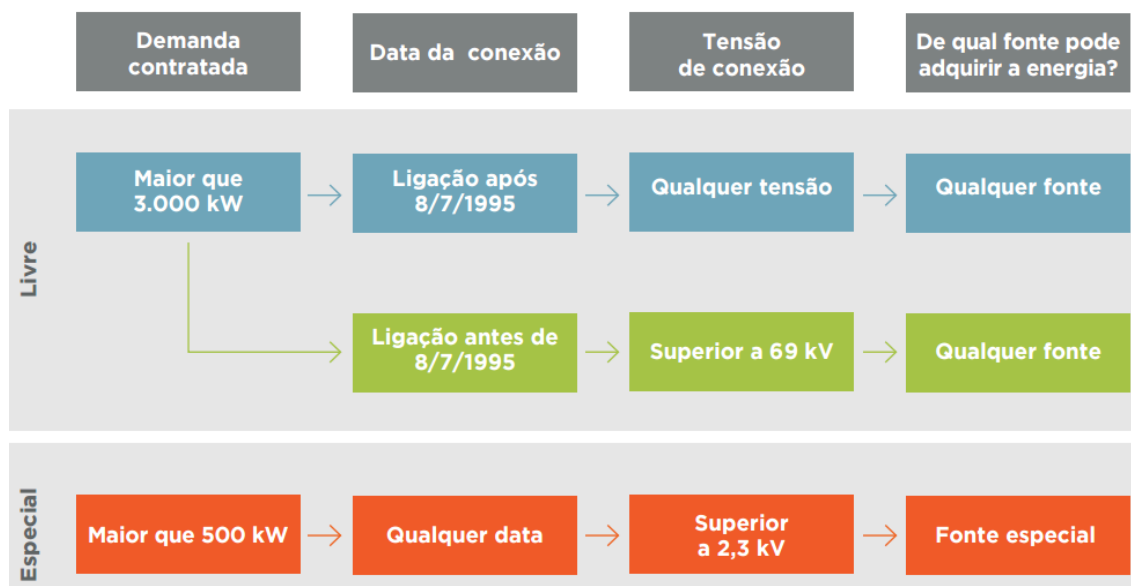 Demanda
contratada
Data da conexão
Tensão
de conexão
De qual fonte pode
adquirir a energia?
Livre
Maior que
3.000 kW
Ligação após
8/7/1995
Qualquer tensão
Qualquer fonte
Ligação antes de
8/7/1995
Superior a 69 kV
Qualquer fonte
Especial
Maior que 500 kW
Qualquer data
Superior
a 2,3 kV
Fonte especial